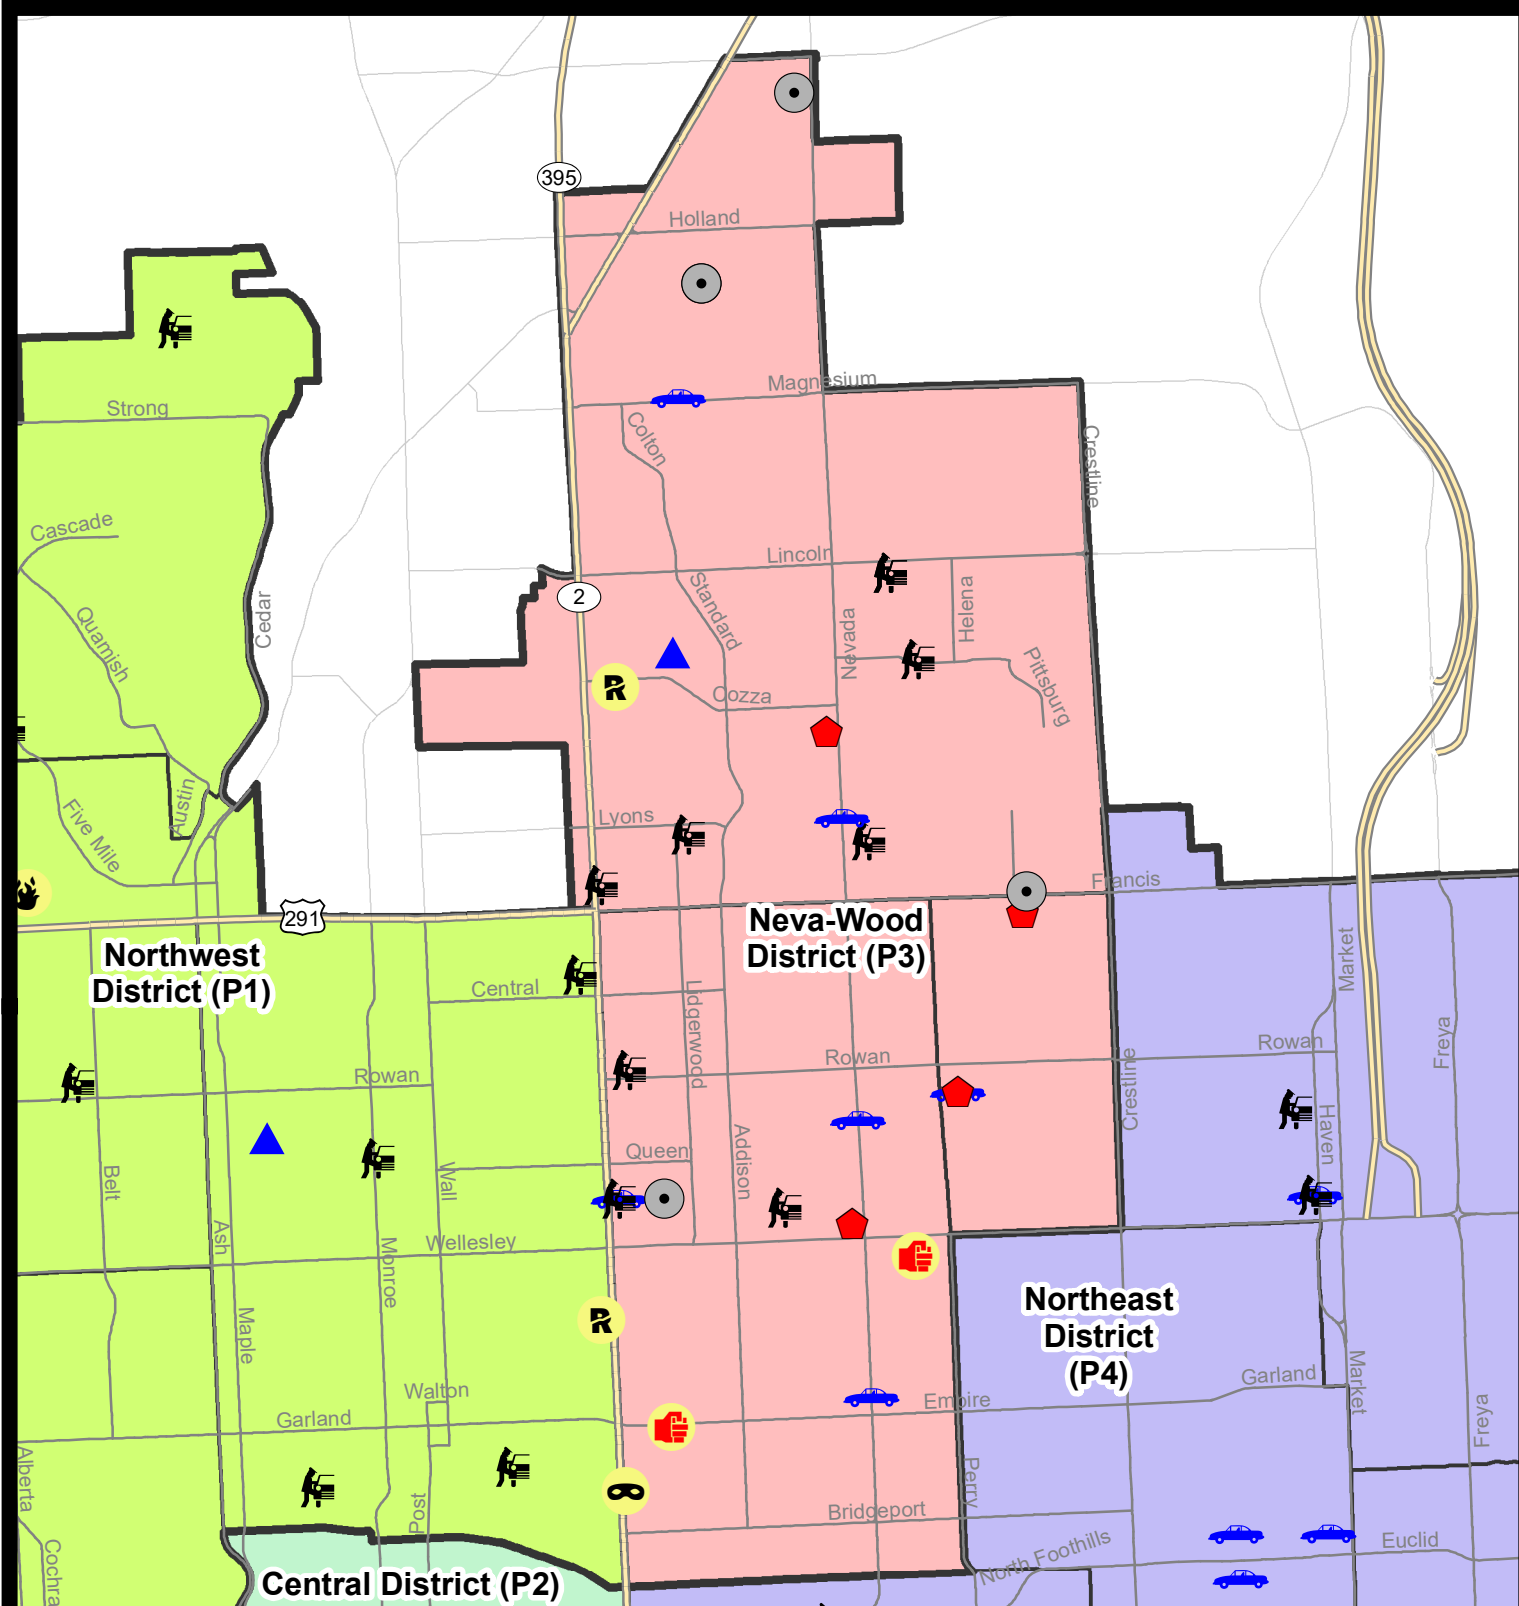 395
Holland
Magnesium
Strong
Colton
Crestline
Cascade
Lincoln
Standard
2
Helena
Quamish
Cedar
Nevada
Pittsburg
Cozza
Austin
Five Mile
Lyons
Francis
291
Neva-Wood
District (P3)
Northwest
District (P1)
Market
Central
Lidgerwood
Freya
Rowan
Rowan
Rowan
Crestline
Haven
Queen
Addison
Belt
Wall
Ash
Wellesley
Monroe
Northeast
District
(P4)
Maple
Market
Garland
Walton
Empire
Garland
Freya
Alberta
Perry
Post
Bridgeport
Euclid
North Foothills
Cochra
Central District (P2)